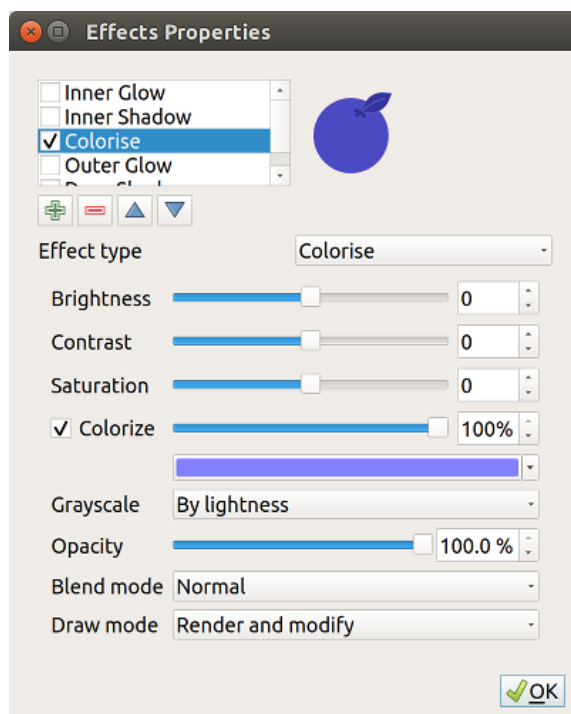 Effects Properties
Inner Glow
Inner Shadow
Colorise
Outer Glow
Effect type Colorise
Brightness 0
Contrast 0
Saturation 0
Colorize 100%
Grayscale By lightness
Opacity 100.0 %
Blend mode Normal
Draw mode Render and modify
OK